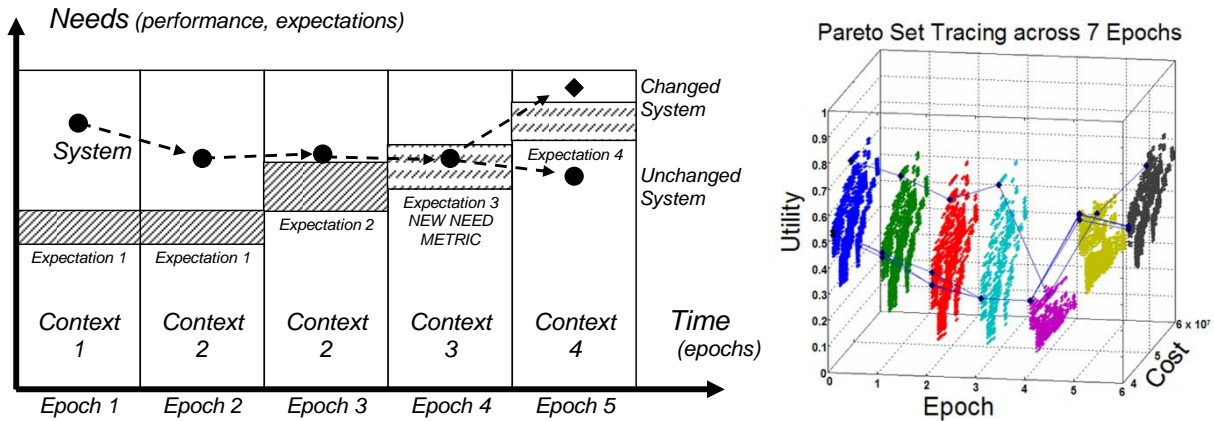 Needs (performance, expectations)
Changed
System
System
Expectation 4
Unchanged
System
Expectation 1
Expectation 1
Expectation 2
Expectation 3
NEW NEED
METRIC
Context
1
Context
2
Context
2
Context
3
Context
4
Time
(epochs)
Epoch 1
Epoch 2
Epoch 3
Epoch 4
Epoch 5
Pareto Set Tracing across 7 Epochs
Utility
1
0.9
0.8
0.7
0.6
0.5
0.4
0.3
0.2
0.1
0
0
1
2
3
4
5
6
Epoch
4
5
6 x 10⁷
Cost